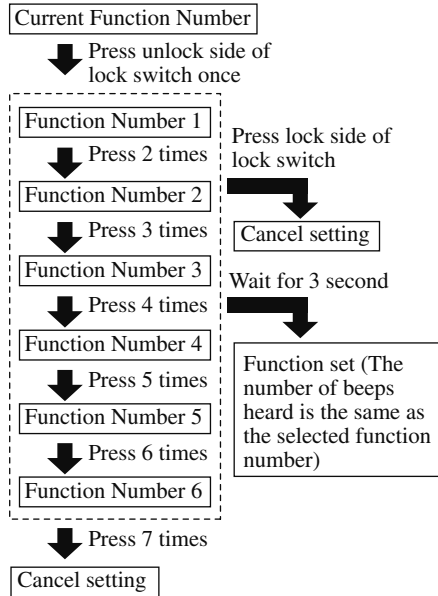 Current Function Number
Press unlock side of
lock switch once
Function Number 1
Press 2 times
Function Number 2
Press 3 times
Function Number 3
Press 4 times
Function Number 4
Press 5 times
Function Number 5
Press 6 times
Function Number 6
Press 7 times
Cancel setting
Press lock side of
lock switch
Cancel setting
Wait for 3 second
Function set (The
number of beeps
heard is the same as
the selected function
number)